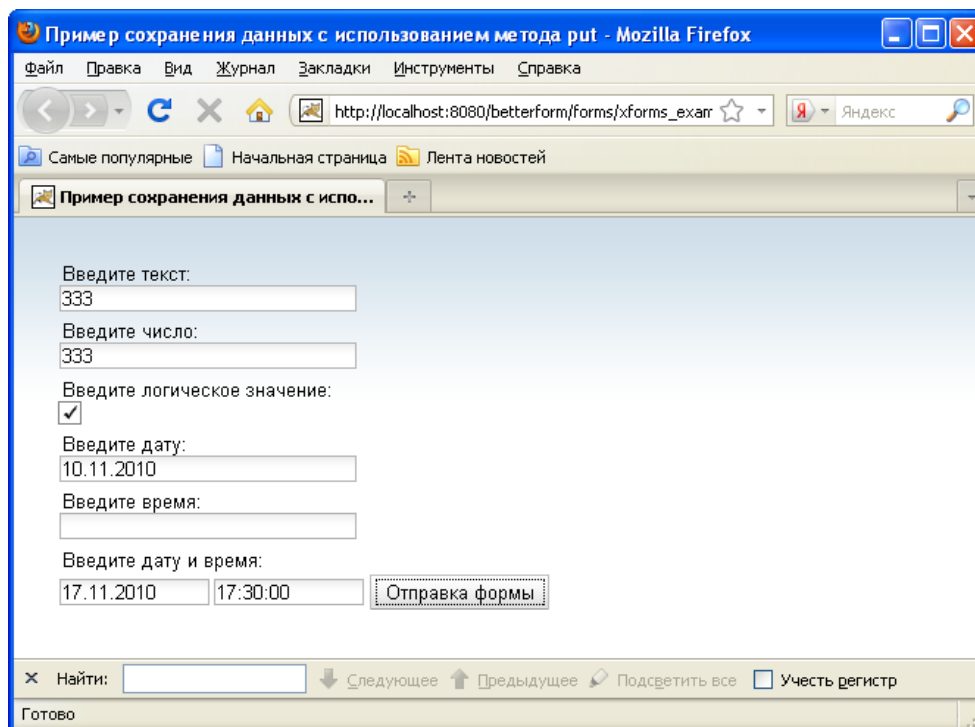 Пример сохранения данных с использованием метода put - Mozilla Firefox
Файл Правка Вид Журнал Закладки Инструменты Справка
http://localhost:8080/betterform/forms/xforms_exam Яндекс
Самые популярные Начальная страница Лента новостей
Пример сохранения данных с испо...
Введите текст:
333
Введите число:
333
Введите логическое значение:
Введите дату:
10.11.2010
Введите время:
Введите дату и время:
17.11.2010 17:30:00 Отправка формы
Найти: Следующее Предыдущее Подсветить все Учесть регистр
Готово